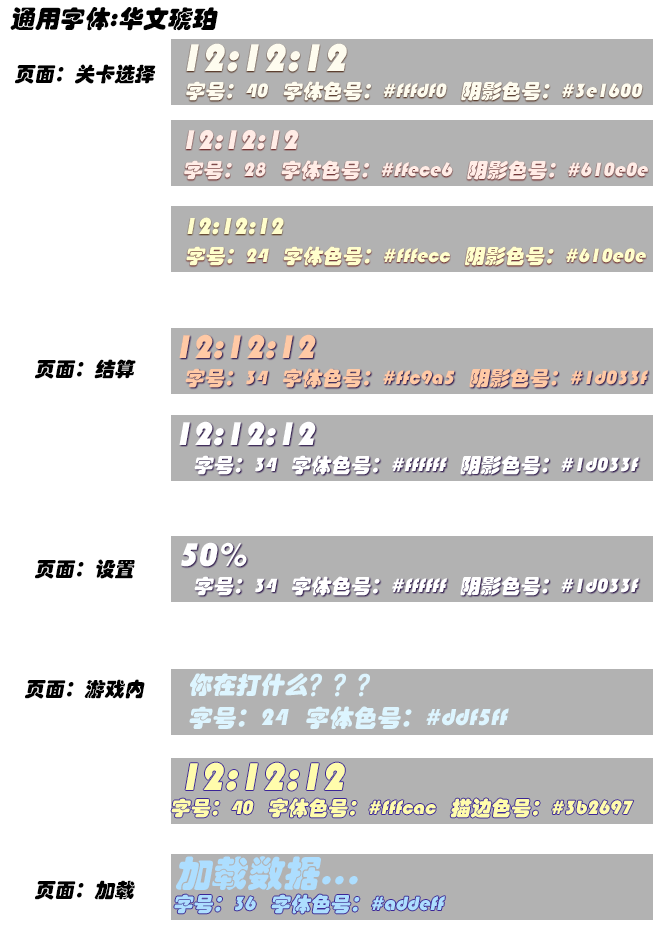 通用字体:华文琥珀
页面：关卡选择
12:12:12
字号：40 字体色号：#fffdf0 阴影色号：#3e1600
12:12:12
字号：28 字体色号：#ffece6 阴影色号：#610e0e
12:12:12
字号：24 字体色号：#fffecc 阴影色号：#610e0e
页面：结算
12:12:12
字号：34 字体色号：#ffc9a5 阴影色号：#1d033f
12:12:12
字号：34 字体色号：#ffffff 阴影色号：#1d033f
页面：设置
50%
字号：34 字体色号：#ffffff 阴影色号：#1d033f
页面：游戏内
你在打什么？？？
字号：24 字体色号：#ddf5ff
12:12:12
字号：40 字体色号：#fffcac 描边色号：#3b2697
页面：加载
加载数据...
字号：36 字体色号：#addeff